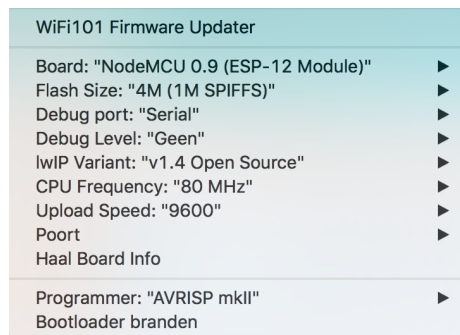 WiFi101 Firmware Updater
Board: "NodeMCU 0.9 (ESP-12 Module)"
Flash Size: "4M (1M SPIFFS)"
Debug port: "Serial"
Debug Level: "Geen"
lwIP Variant: "v1.4 Open Source"
CPU Frequency: "80 MHz"
Upload Speed: "9600"
Poort
Haal Board Info
Programmer: "AVRISP mkII"
Bootloader branden